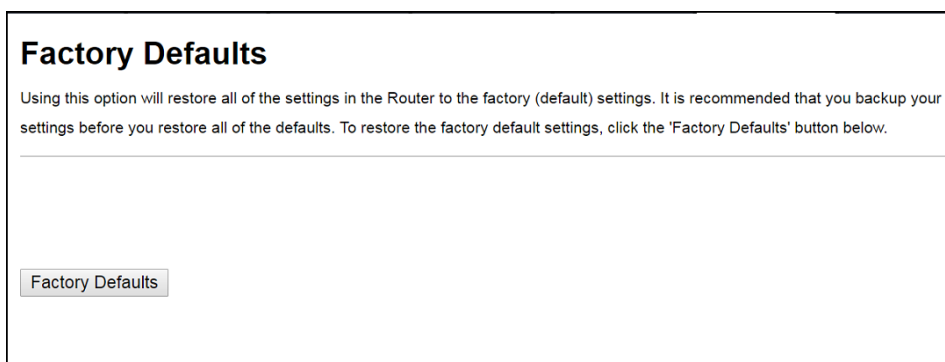 Factory Defaults
Using this option will restore all of the settings in the Router to the factory (default) settings. It is recommended that you backup your
settings before you restore all of the defaults. To restore the factory default settings, click the 'Factory Defaults' button below.
Factory Defaults